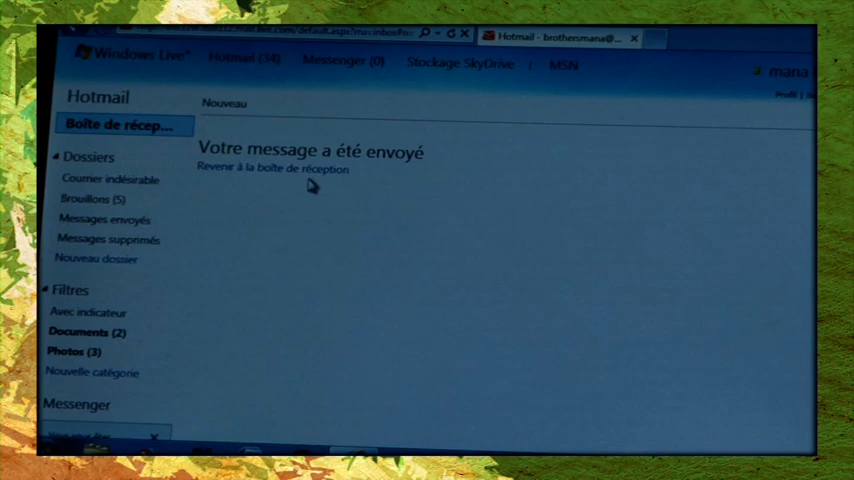 Hotmail - brothersmana@...
Windows Live
Hotmail (34) Messenger (0) Stockage SkyDrive | MSN
mana
Profil |
Hotmail
Nouveau
Boîte de récep...
Votre message a été envoyé
Revenir à la boîte de réception
Dossiers
Courrier indésirable
Brouillons (5)
Messages envoyés
Messages supprimés
Nouveau dossier
Filtres
Avec indicateur
Documents (2)
Photos (3)
Nouvelle catégorie
Messenger